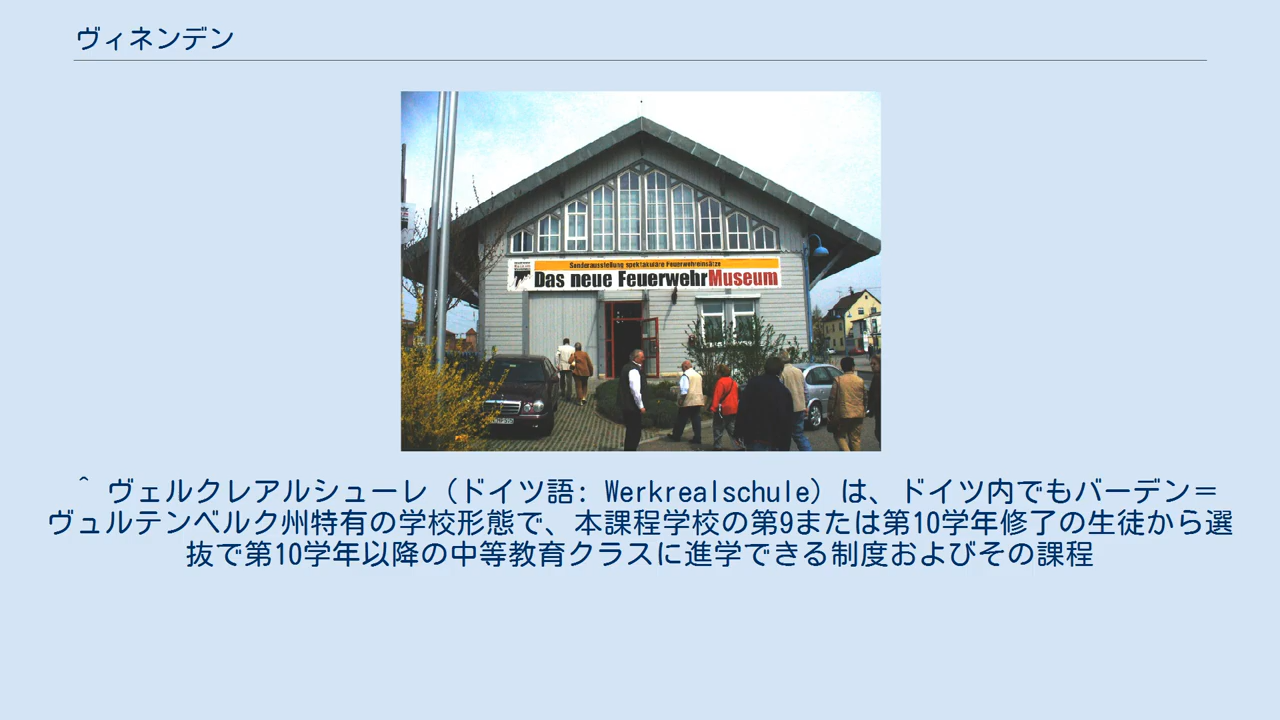 ヴィネンデン
Sonderausstellung spektakuläre Feuerwehreinsätze
Das neue FeuerwehrMuseum
^ ヴェルクレアルシューレ（ドイツ語: Werkrealschule）は、ドイツ内でもバーデン＝
ヴュルテンベルク州特有の学校形態で、本課程学校の第9または第10学年修了の生徒から選
抜で第10学年以降の中等教育クラスに進学できる制度およびその課程